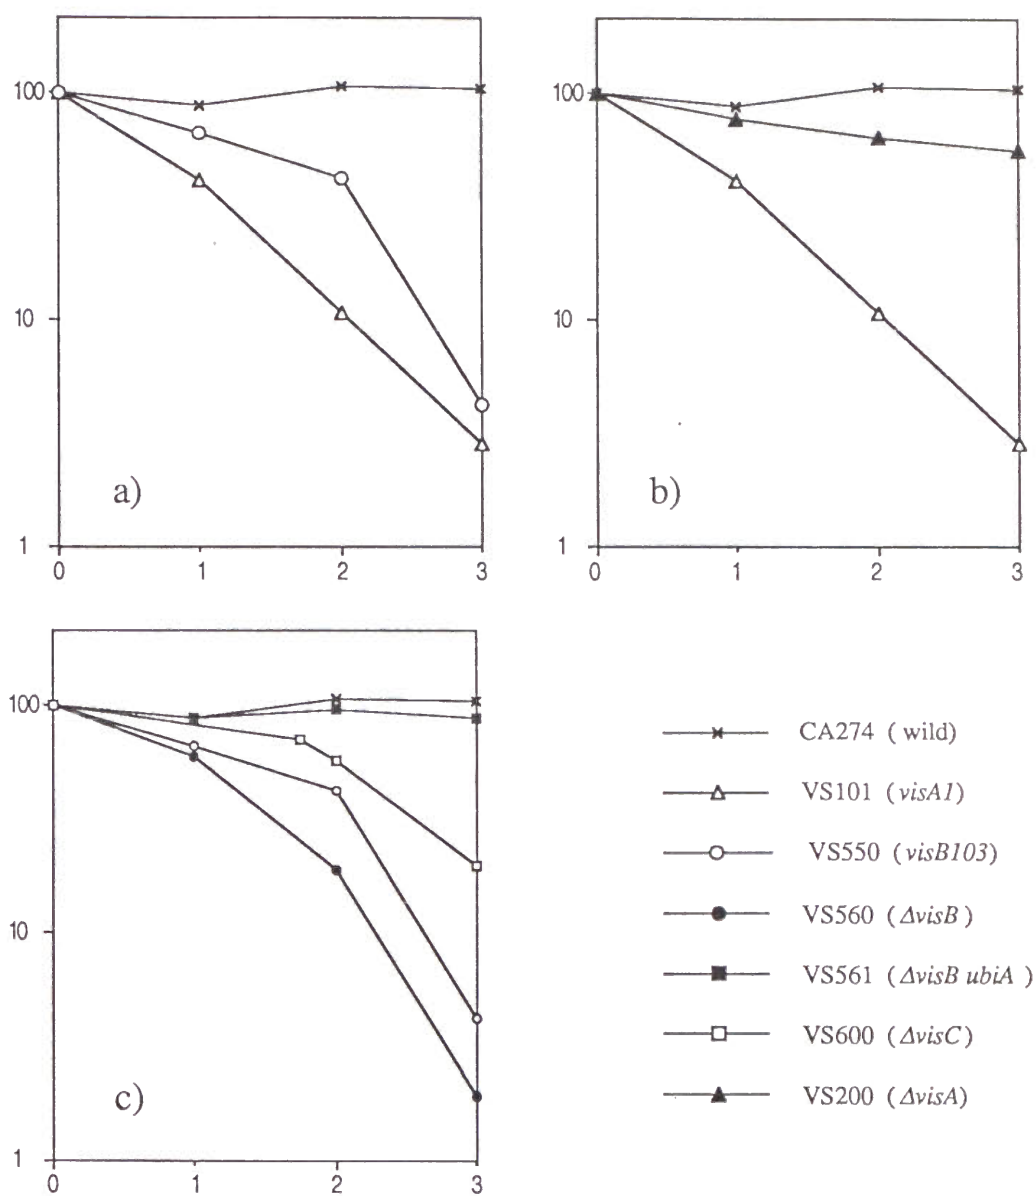 100
10
1
0 1 2 3
a)
100
10
1
0 1 2 3
b)
100
10
1
0 1 2 3
c)
CA274 ( wild)
VS101 ( visA1)
VS550 ( visB103)
VS560 ( ΔvisB )
VS561 ( ΔvisB ubiA )
VS600 ( ΔvisC)
VS200 ( ΔvisA)